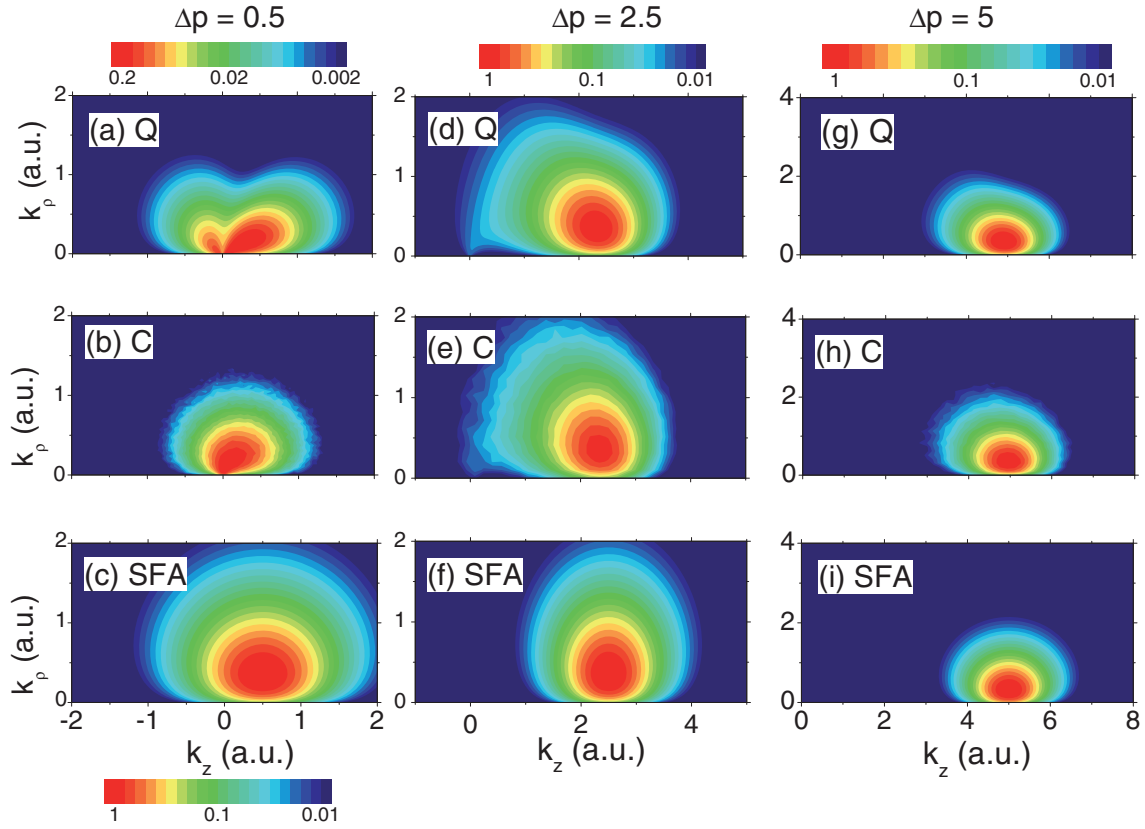 Δp = 0.5 Δp = 2.5 Δp = 5
0.2 0.02 0.002 1 0.1 0.01 1 0.1 0.01
2 2 4
(a) Q (d) Q (g) Q
k_ρ (a.u.) 1 1 2
0 0 0
2 2 4
(b) C (e) C (h) C
k_ρ (a.u.) 1 1 2
0 0 0
2 2 4
(c) SFA (f) SFA (i) SFA
k_ρ (a.u.) 1 1 2
0 0 0
-2 -1 0 1 2 0 2 4 0 2 4 6 8
k_z (a.u.) k_z (a.u.) k_z (a.u.)
1 0.1 0.01